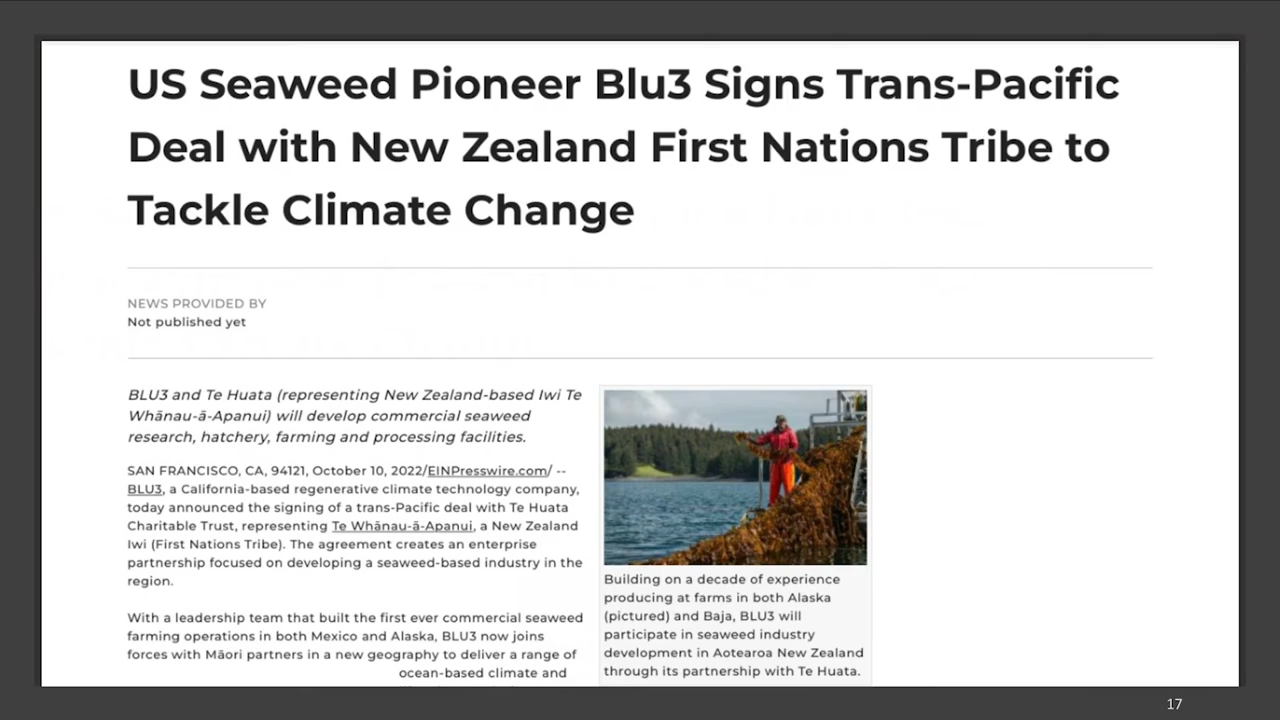 US Seaweed Pioneer Blu3 Signs Trans-Pacific
Deal with New Zealand First Nations Tribe to
Tackle Climate Change
NEWS PROVIDED BY
Not published yet
BLU3 and Te Huata (representing New Zealand-based Iwi Te
Whānau-ā-Apanui) will develop commercial seaweed
research, hatchery, farming and processing facilities.
SAN FRANCISCO, CA, 94121, October 10, 2022/EINPresswire.com/ --
BLU3, a California-based regenerative climate technology company,
today announced the signing of a trans-Pacific deal with Te Huata
Charitable Trust, representing Te Whānau-ā-Apanui, a New Zealand
Iwi (First Nations Tribe). The agreement creates an enterprise
partnership focused on developing a seaweed-based industry in the
region.
With a leadership team that built the first ever commercial seaweed
farming operations in both Mexico and Alaska, BLU3 now joins
forces with Māori partners in a new geography to deliver a range of
ocean-based climate and
Building on a decade of experience
producing at farms in both Alaska
(pictured) and Baja, BLU3 will
participate in seaweed industry
development in Aotearoa New Zealand
through its partnership with Te Huata.
17